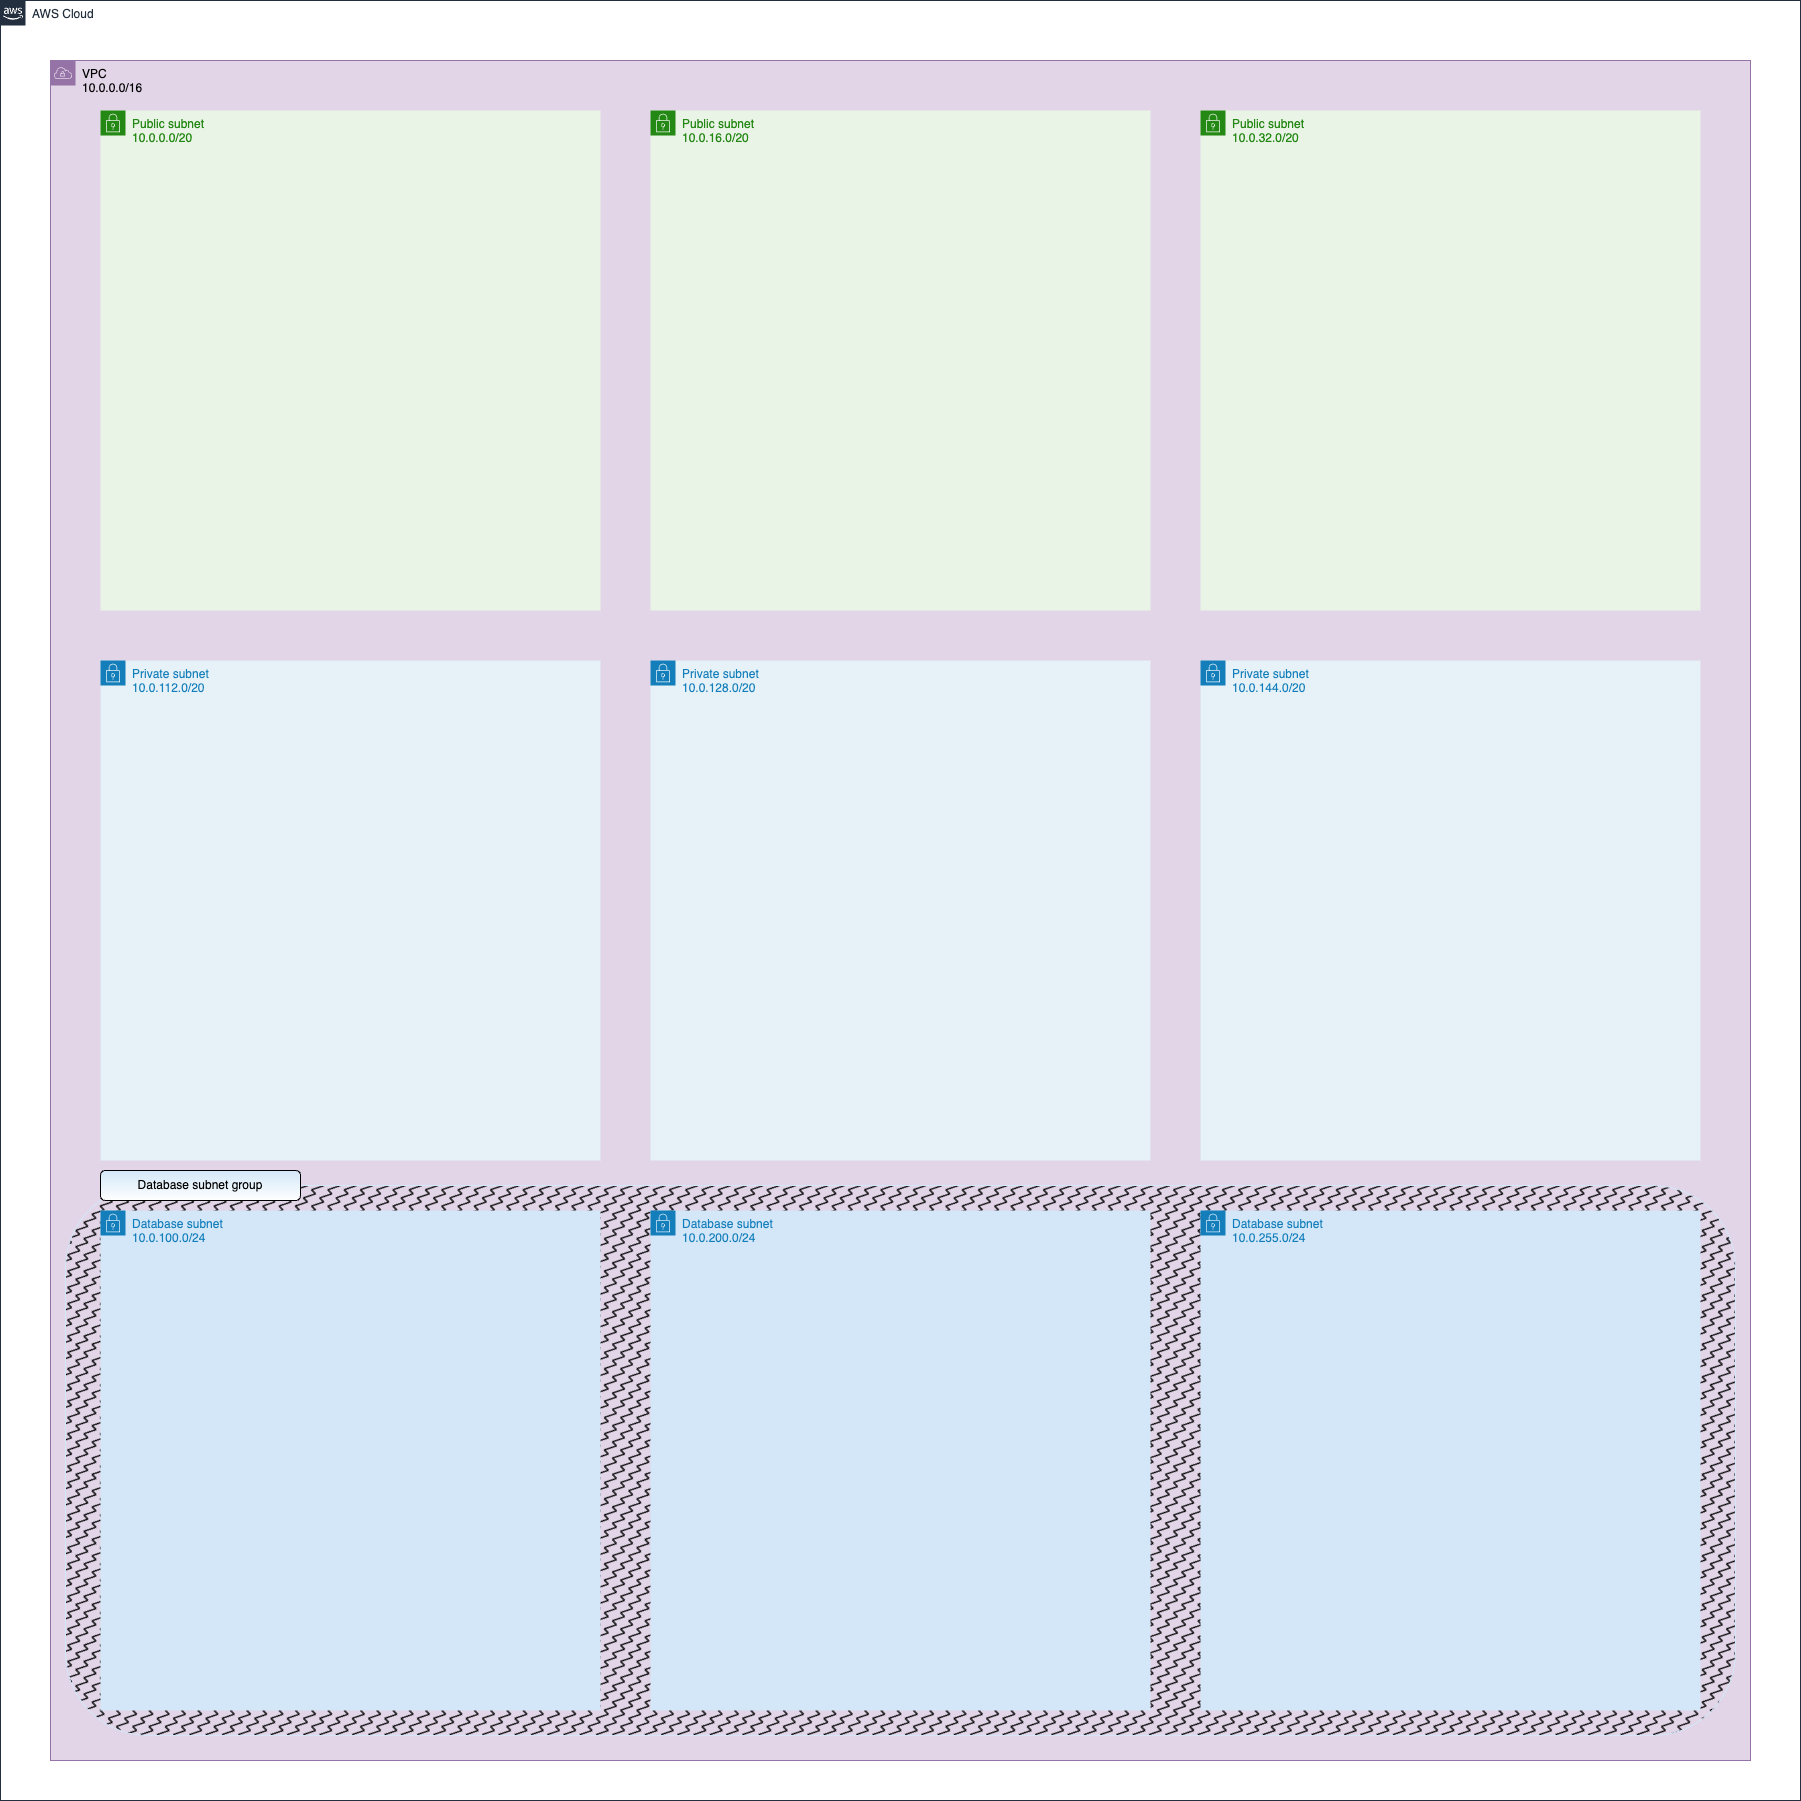 aws
AWS Cloud
VPC
10.0.0.0/16
Public subnet
10.0.0.0/20
Public subnet
10.0.16.0/20
Public subnet
10.0.32.0/20
Private subnet
10.0.112.0/20
Private subnet
10.0.128.0/20
Private subnet
10.0.144.0/20
Database subnet group
Database subnet
10.0.100.0/24
Database subnet
10.0.200.0/24
Database subnet
10.0.255.0/24